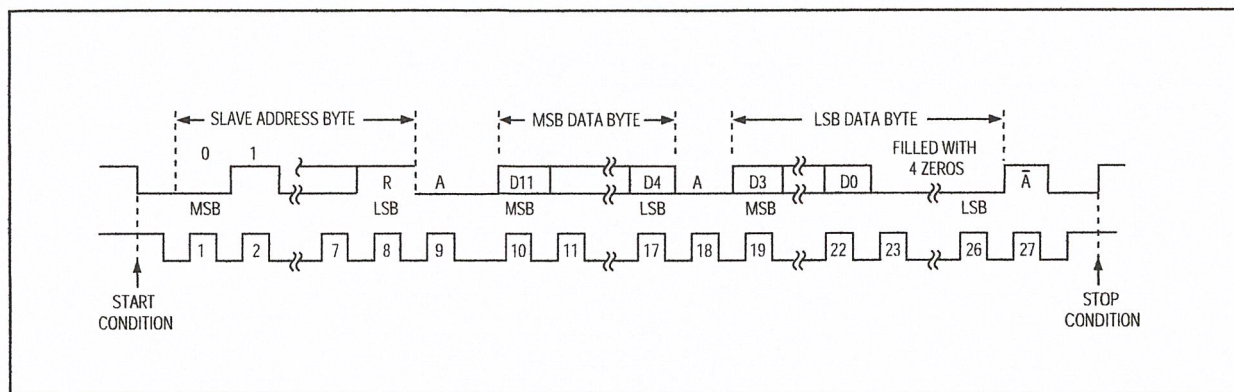 SLAVE ADDRESS BYTE MSB DATA BYTE LSB DATA BYTE
0 1 FILLED WITH
4 ZEROS
R A D11 D4 A D3 D0 A̅
MSB LSB MSB LSB MSB LSB
1 2 7 8 9 10 11 17 18 19 22 23 26 27
START
CONDITION
STOP
CONDITION